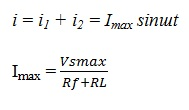 i = i₁ + i₂ = Iₘₐₓ sinωt
Iₘₐₓ = Vsmax / Rf+RL